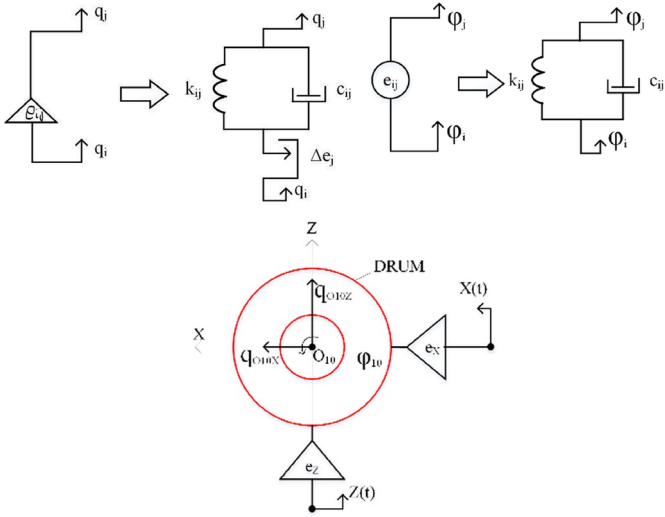 qj
eij
qi
qj
kij
cij
Δej
qi
φj
eij
φi
φj
kij
cij
φi
Z
DRUM
qO10Z
X(t)
X
qO10X
O10
φ10
eX
eZ
Z(t)